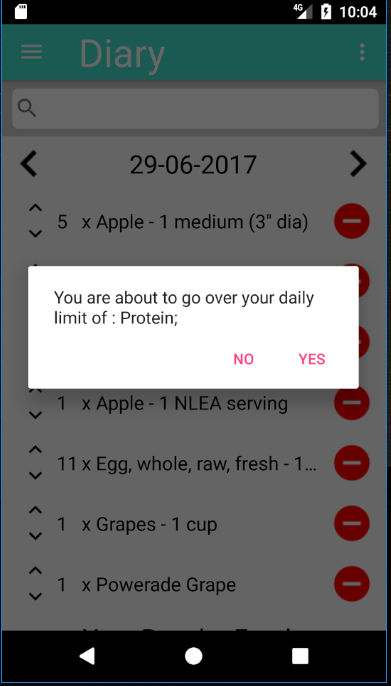 4G 10:04
Diary
29-06-2017
5 x Apple - 1 medium (3" dia)
You are about to go over your daily
limit of : Protein;
NO YES
1 x Apple - 1 NLEA serving
11 x Egg, whole, raw, fresh - 1...
1 x Grapes - 1 cup
1 x Powerade Grape